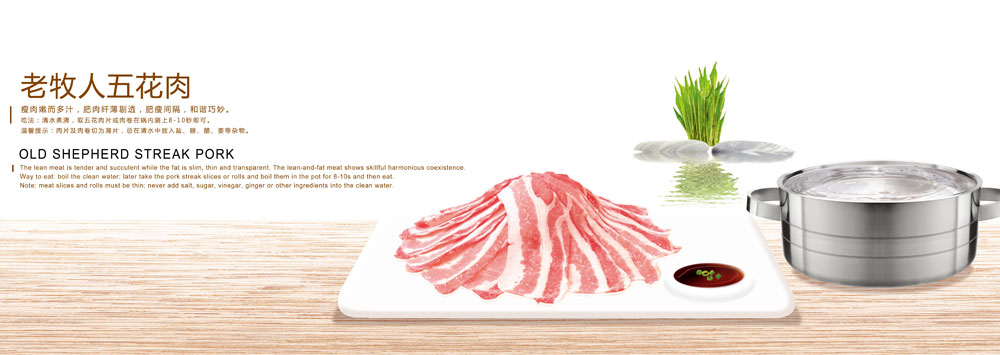 老牧人五花肉
瘦肉嫩而多汁，肥肉纤薄剔透，肥瘦间隔，和谐巧妙。
吃法：清水煮沸，取五花肉片或肉卷在锅内涮上8-10秒即可。
温馨提示：肉片及肉卷切为薄片，忌在清水中放入盐、糖、醋、姜等杂物。
OLD SHEPHERD STREAK PORK
The lean meat is tender and succulent while the fat is slim, thin and transparent. The lean-and-fat meat shows skillful harmonious coexistence.
Way to eat: boil the clean water; later take the pork streak slices or rolls and boil them in the pot for 8-10s and then eat.
Note: meat slices and rolls must be thin; never add salt, sugar, vinegar, ginger or other ingredients into the clean water.